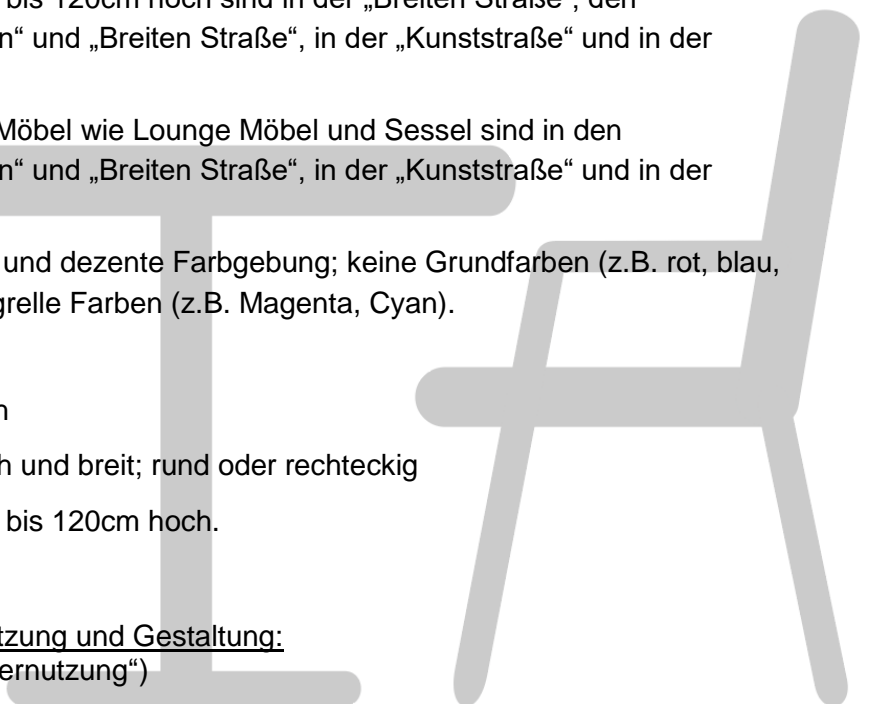 bis 120cm hoch sind in der „Breiten Straße“, den
n“ und „Breiten Straße“, in der „Kunststraße“ und in der
Möbel wie Lounge Möbel und Sessel sind in den
n“ und „Breiten Straße“, in der „Kunststraße“ und in der
und dezente Farbgebung; keine Grundfarben (z.B. rot, blau,
grelle Farben (z.B. Magenta, Cyan).
n
h und breit; rund oder rechteckig
bis 120cm hoch.
tzung und Gestaltung:
ernutzung“)